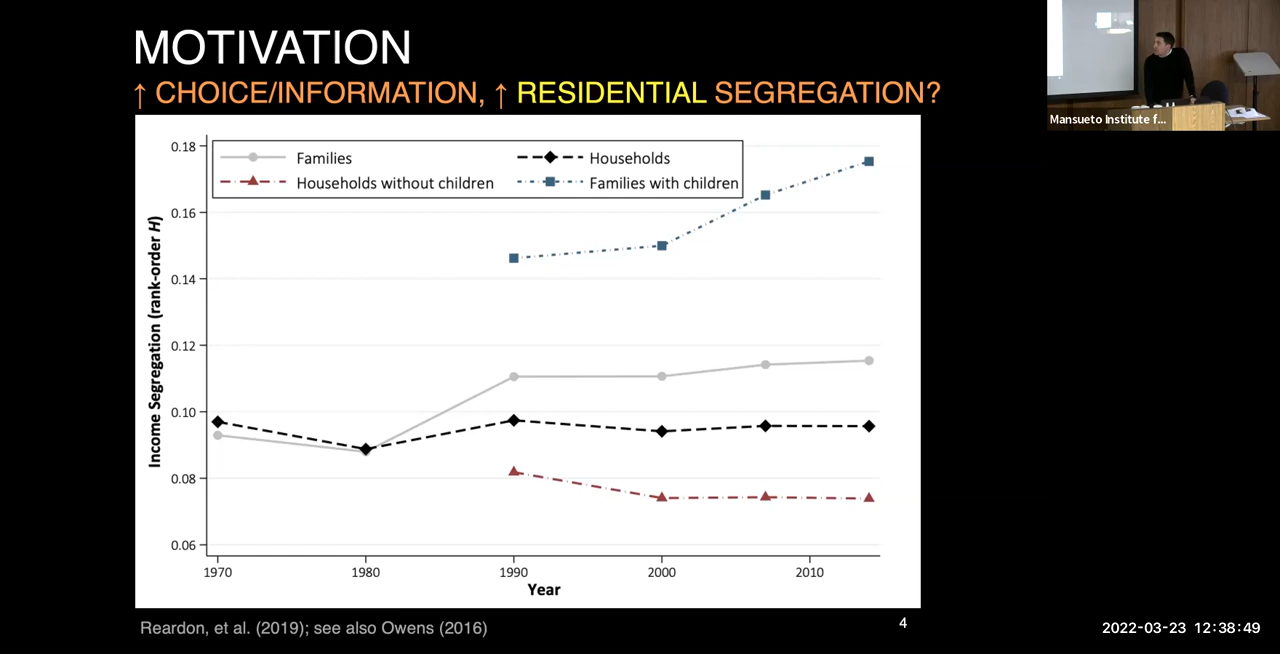 MOTIVATION
↑ CHOICE/INFORMATION, ↑ RESIDENTIAL SEGREGATION?
Mansueto Institute f...
Families
Households
Households without children
Families with children
Income Segregation (rank-order H)
0.18
0.16
0.14
0.12
0.10
0.08
0.06
1970
1980
1990
2000
2010
Year
Reardon, et al. (2019); see also Owens (2016)
4
2022-03-23 12:38:49